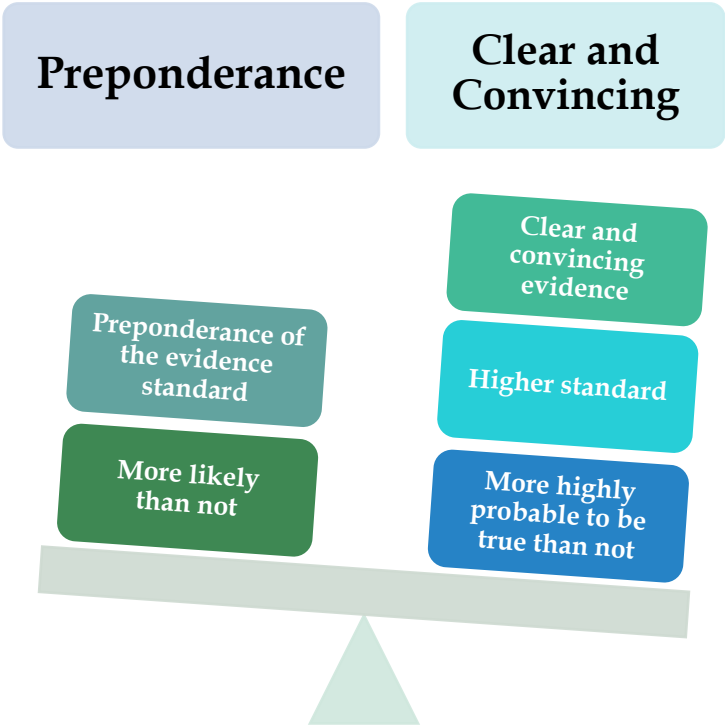 Preponderance
Clear and
Convincing
Preponderance of
the evidence
standard
More likely
than not
Clear and
convincing
evidence
Higher standard
More highly
probable to be
true than not